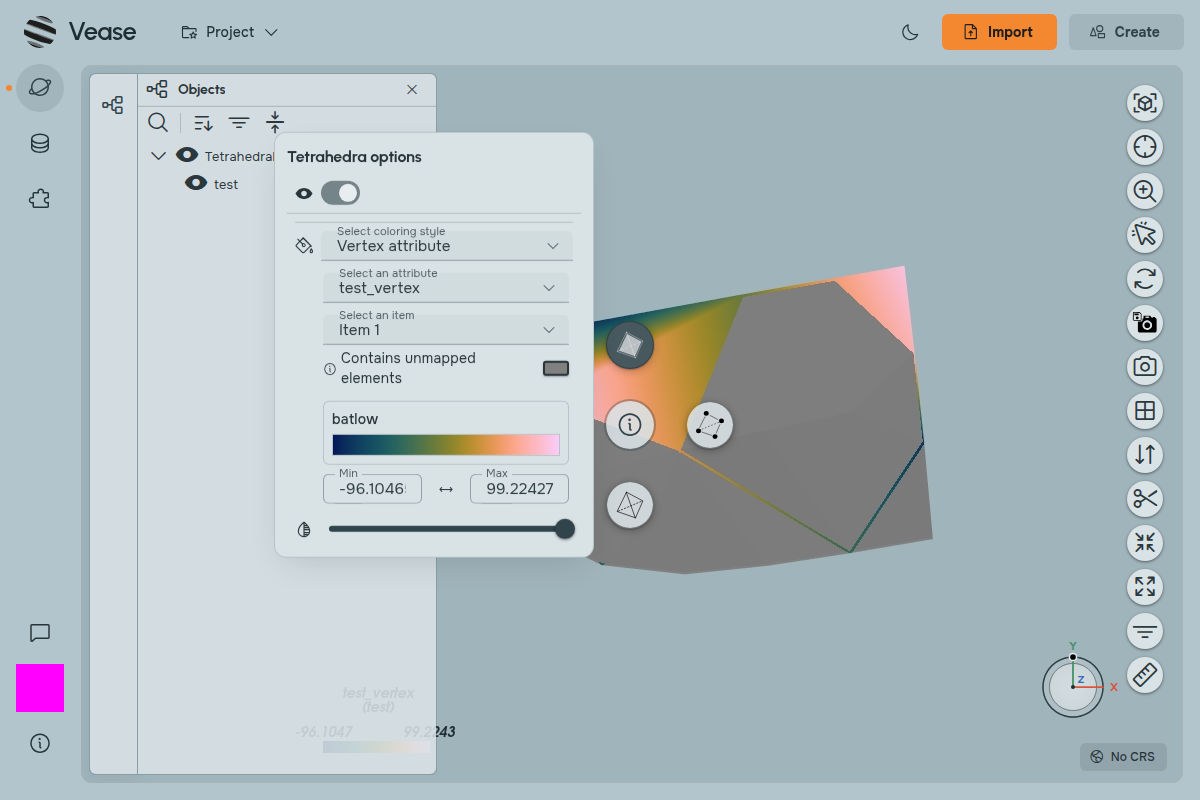 Vease
Project
Import
Create
Objects
Tetrahedra options
test
Select coloring style
Vertex attribute
Select an attribute
test_vertex
Select an item
Item 1
Contains unmapped
elements
batlow
Min
Max
-96.1046
99.22427
test_vertex
(test)
-96.1047
99.2243
Y
Z
X
No CRS